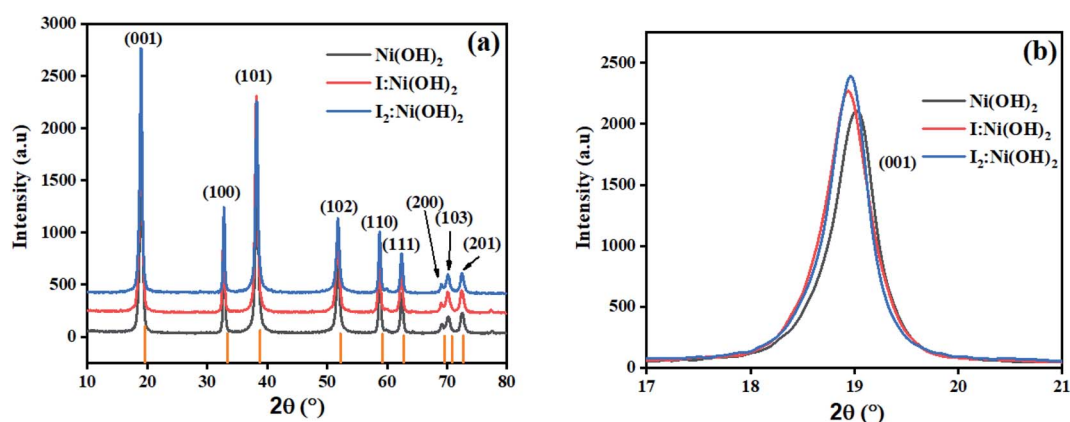 (a)
(001)
(101)
(100)
(102)
(110)
(111)
(200)
(103)
(201)
Ni(OH)₂
I:Ni(OH)₂
I₂:Ni(OH)₂
Intensity (a.u)
3000
2500
2000
1500
1000
500
0
10 20 30 40 50 60 70 80
2θ (°)
(b)
Ni(OH)₂
I:Ni(OH)₂
I₂:Ni(OH)₂
(001)
Intensity (a.u)
2500
2000
1500
1000
500
0
17 18 19 20 21
2θ (°)